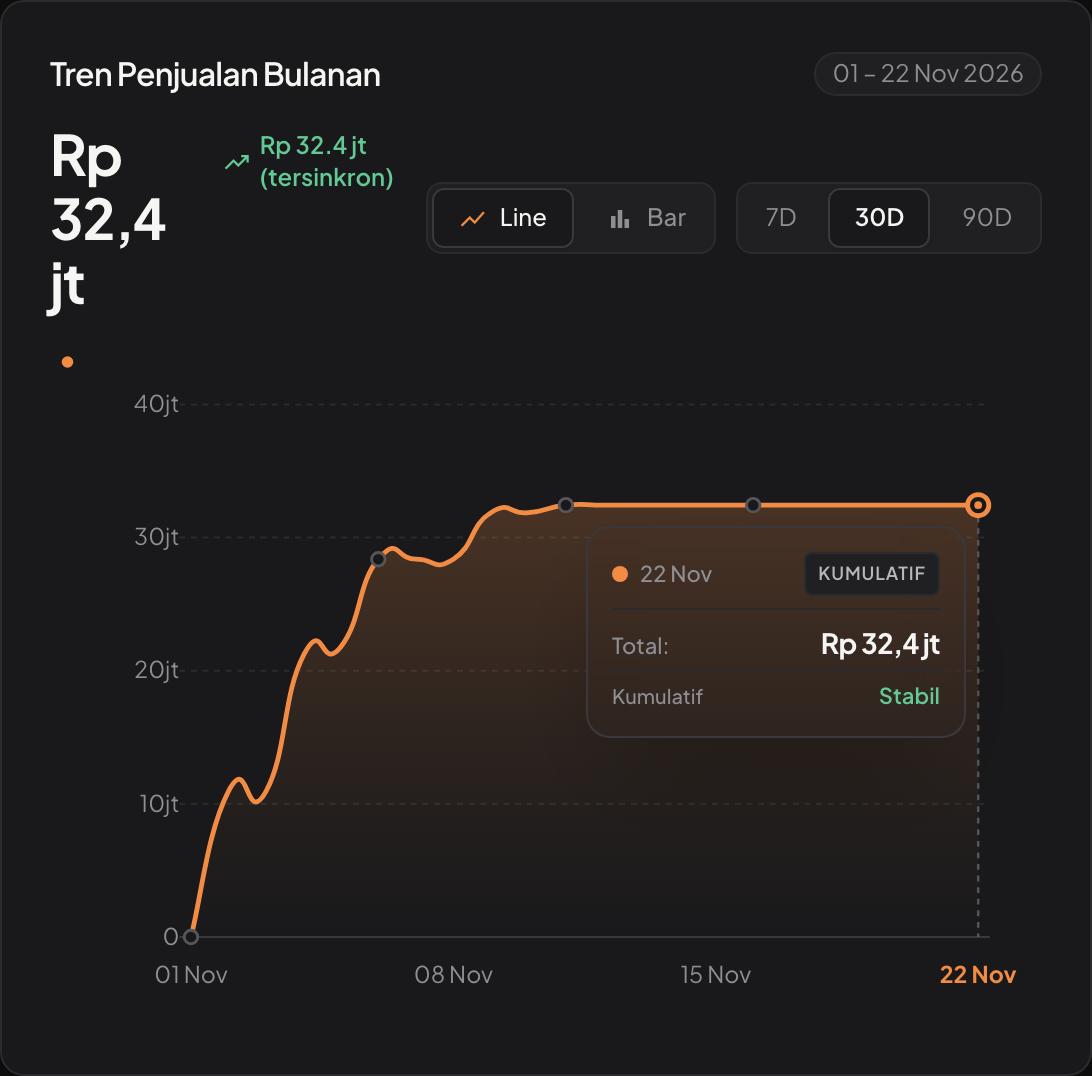 Tren Penjualan Bulanan
01 – 22 Nov 2026
Rp
32,4
jt
Rp 32.4 jt
(tersinkron)
Line
Bar
7D
30D
90D
40jt
30jt
20jt
10jt
0
22 Nov
KUMULATIF
Total:
Rp 32,4 jt
Kumulatif
Stabil
01 Nov
08 Nov
15 Nov
22 Nov